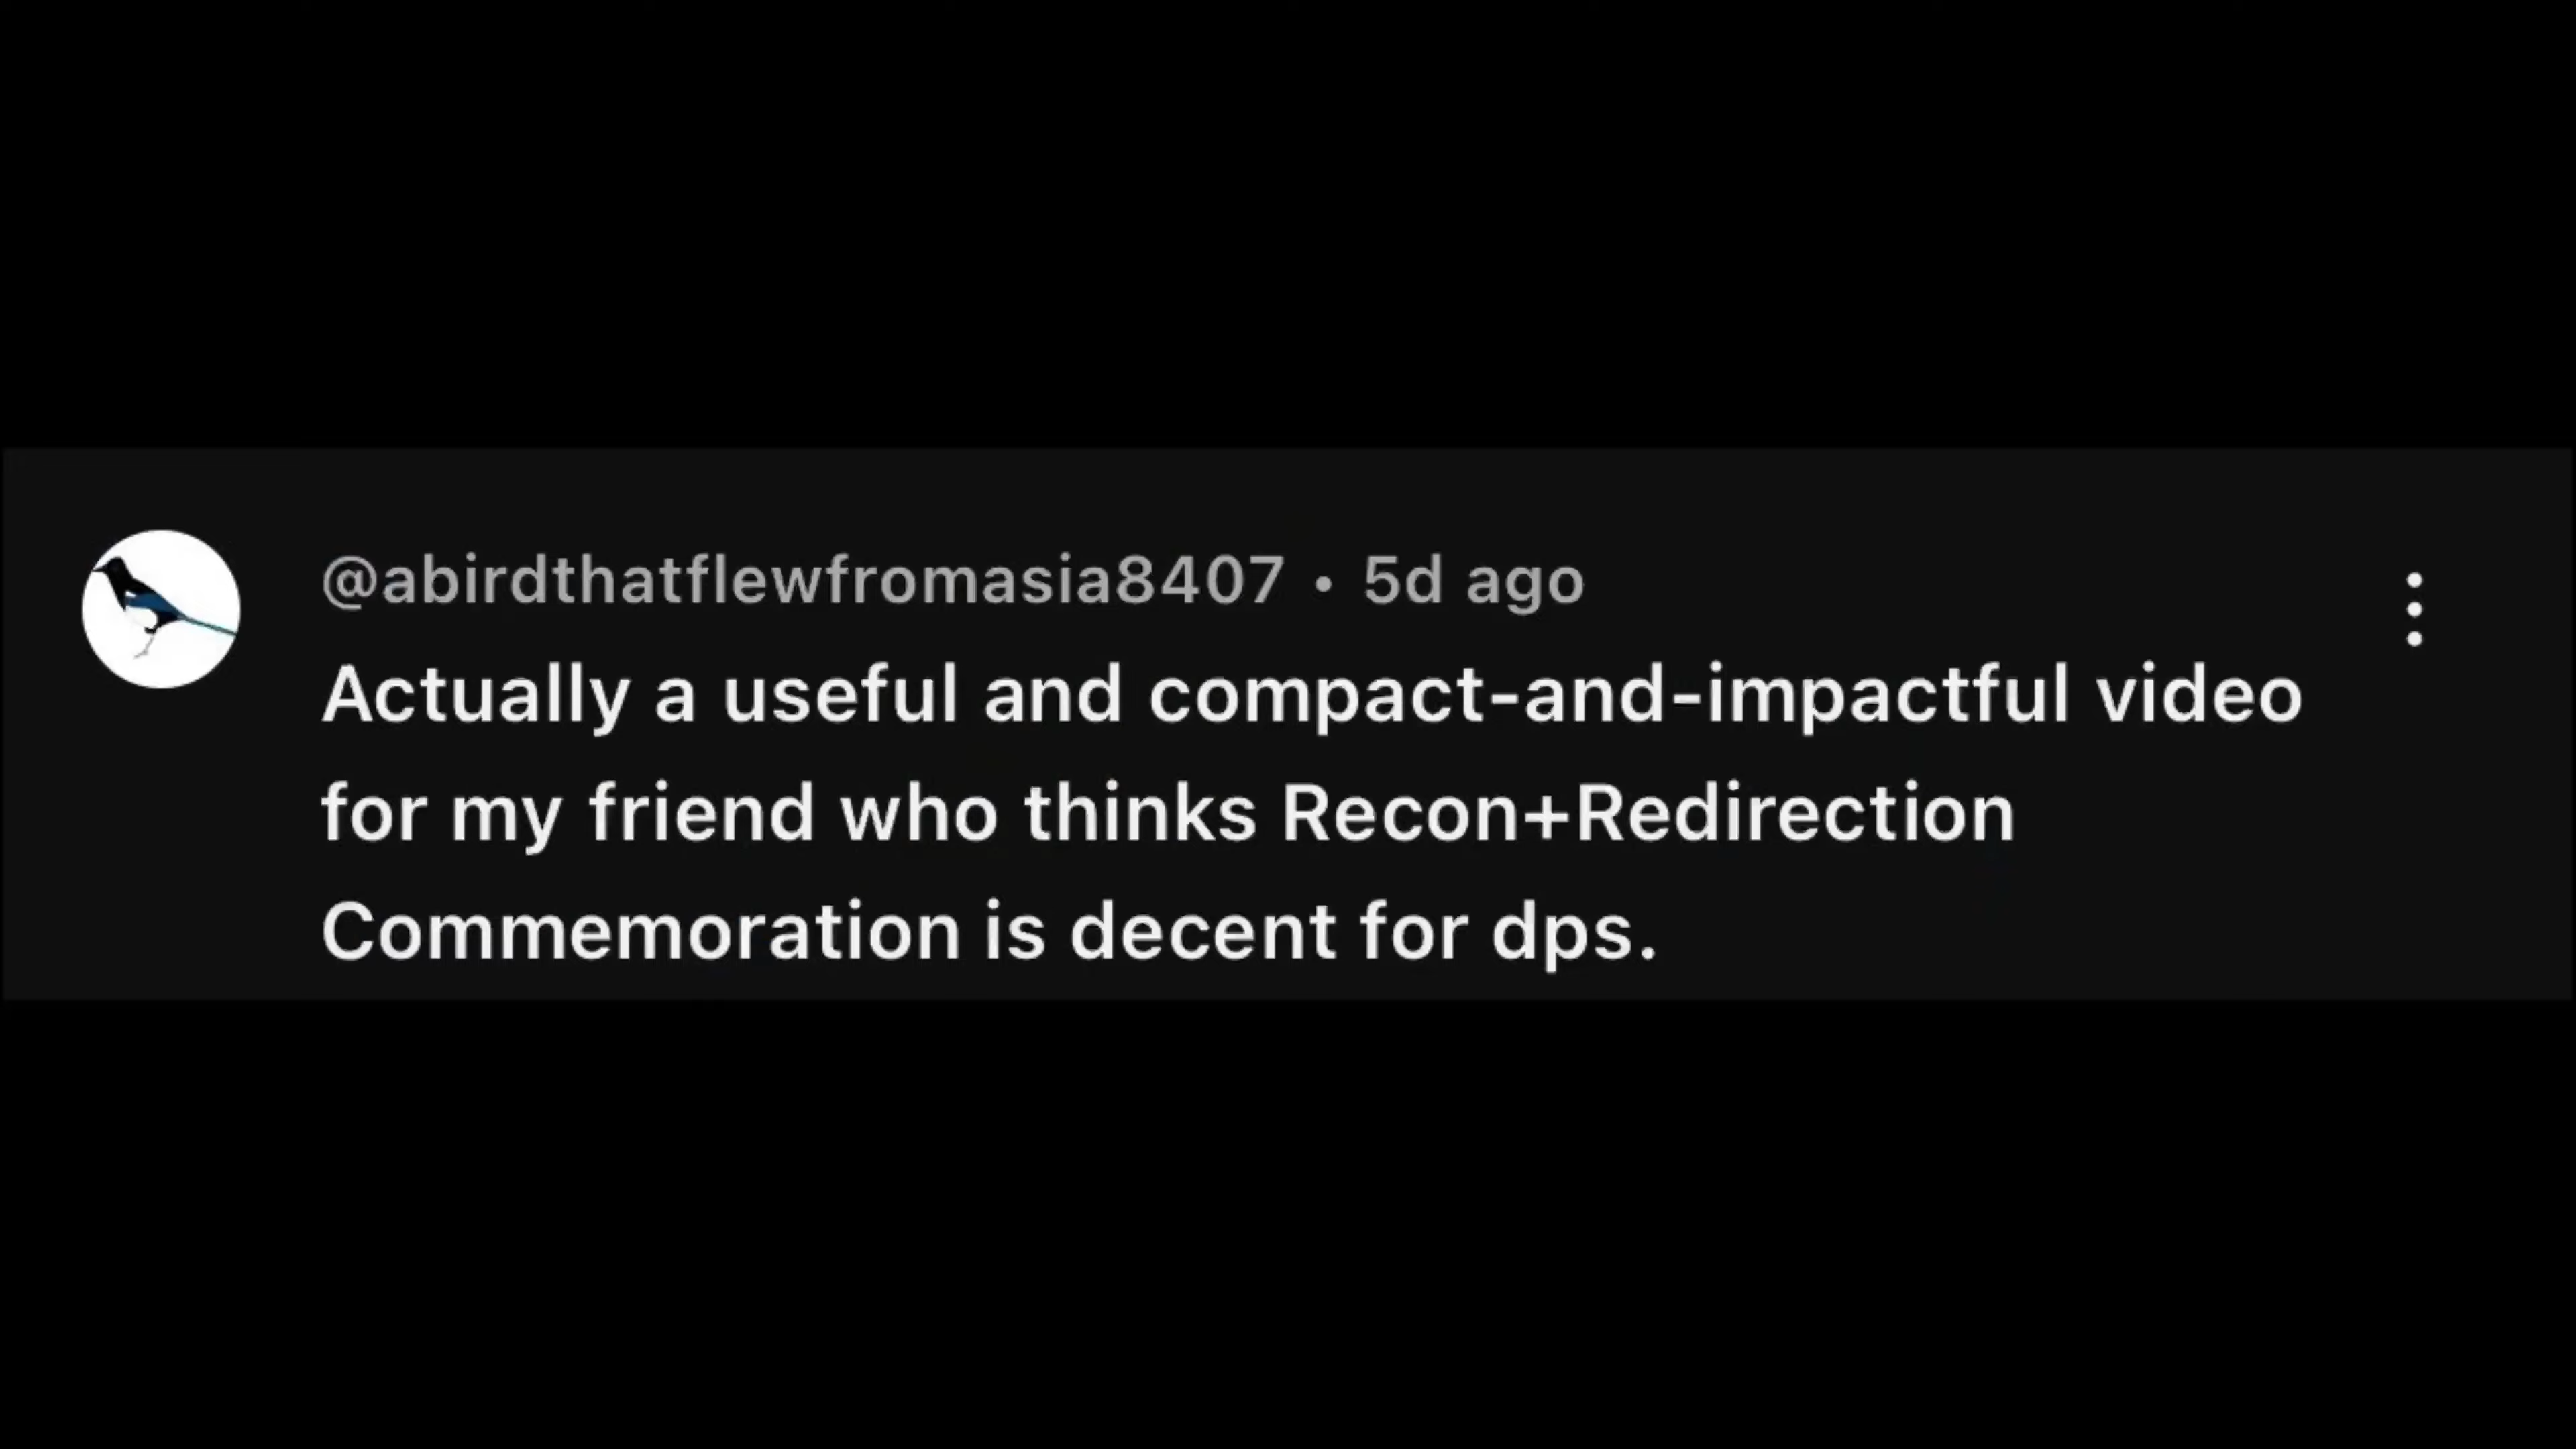 @abirdthatflewfromasia8407 • 5d ago
Actually a useful and compact-and-impactful video
for my friend who thinks Recon+Redirection
Commemoration is decent for dps.